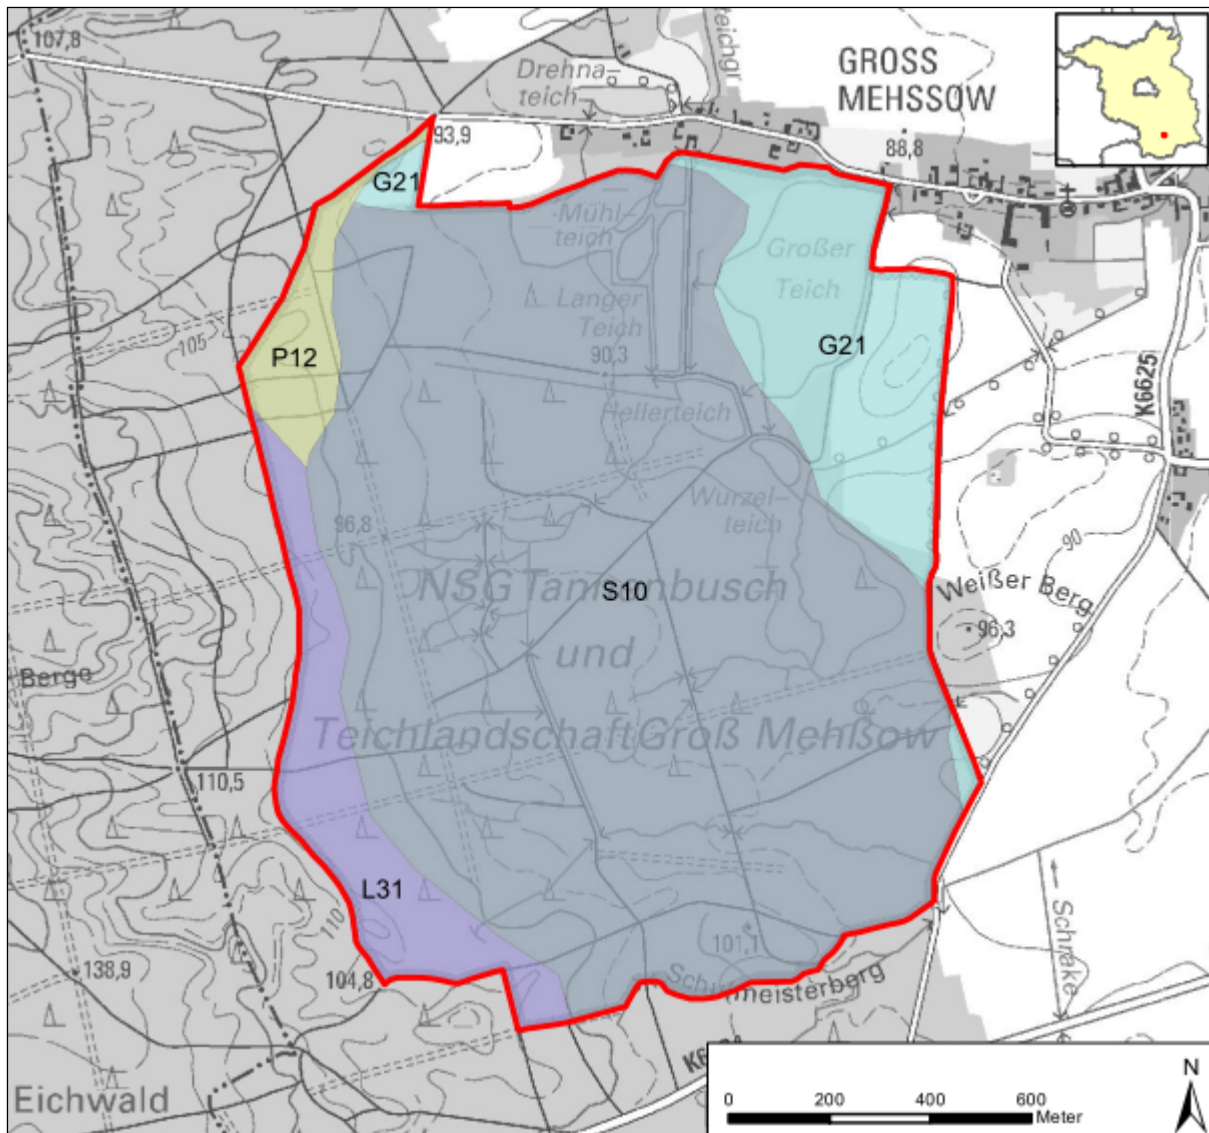 107,8
Drehna-
teich
Teichgr
GROSS
MEHSSOW
93,9
88,8
G21
-Mühl-
teich
Großer
Teich
Langer
Teich
90,3
G21
105
P12
K6625
Hellerteich
Wurzel-
teich
96,8
90
NSG Tannenbusch
S10
Weißer Berg
96,3
und
Berge
Teichlandschaft Groß Mehßow
110,5
L31
110
101,1
Schirrmeisterberg
Schrake
138,9
104,8
Eichwald
N
0 200 400 600
Meter